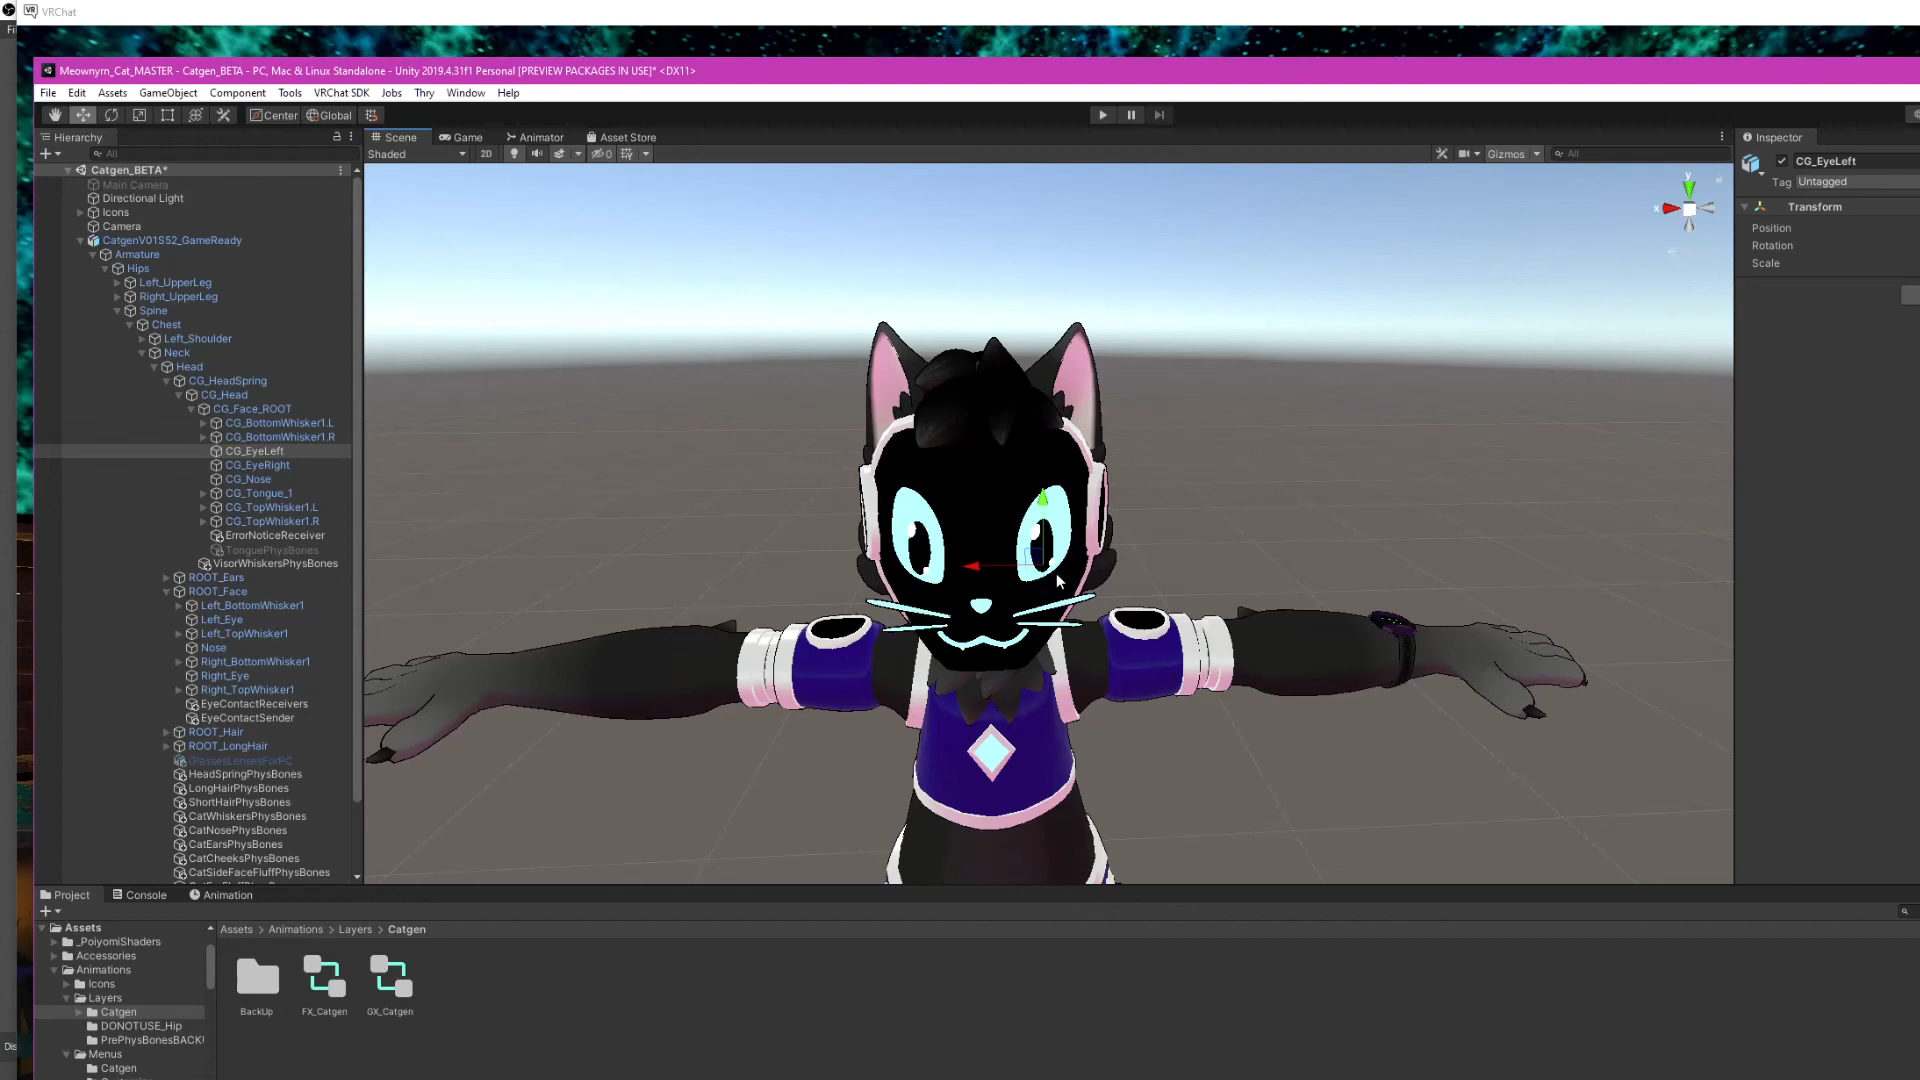 VRChat
Meownyrn_Cat_MASTER - Catgen_BETA - PC, Mac & Linux Standalone - Unity 2019.4.31f1 Personal [PREVIEW PACKAGES IN USE]* <DX11>
File Edit Assets GameObject Component Tools VRChat SDK Jobs Thry Window Help
Center Global
Hierarchy
Scene Game Animator Asset Store
Inspector
All
Shaded 2D 0 Gizmos All
CG_EyeLeft
Tag Untagged
Transform
Position
Rotation
Scale
y
x
Catgen_BETA*
Main Camera
Directional Light
Icons
Camera
CatgenV01S52_GameReady
Armature
Hips
Left_UpperLeg
Right_UpperLeg
Spine
Chest
Left_Shoulder
Neck
Head
CG_HeadSpring
CG_Head
CG_Face_ROOT
CG_BottomWhisker1.L
CG_BottomWhisker1.R
CG_EyeLeft
CG_EyeRight
CG_Nose
CG_Tongue_1
CG_TopWhisker1.L
CG_TopWhisker1.R
ErrorNoticeReceiver
TonguePhysBones
VisorWhiskersPhysBones
ROOT_Ears
ROOT_Face
Left_BottomWhisker1
Left_Eye
Left_TopWhisker1
Nose
Right_BottomWhisker1
Right_Eye
Right_TopWhisker1
EyeContactReceivers
EyeContactSender
ROOT_Hair
ROOT_LongHair
GlassesLensesForPC
HeadSpringPhysBones
LongHairPhysBones
ShortHairPhysBones
CatWhiskersPhysBones
CatNosePhysBones
CatEarsPhysBones
CatCheeksPhysBones
CatSideFaceFluffPhysBones
Project Console Animation
Assets
_PoiyomiShaders
Accessories
Animations
Icons
Layers
Catgen
DONOTUSE_Hip
PrePhysBonesBACK
Menus
Catgen
Assets > Animations > Layers > Catgen
BackUp FX_Catgen GX_Catgen